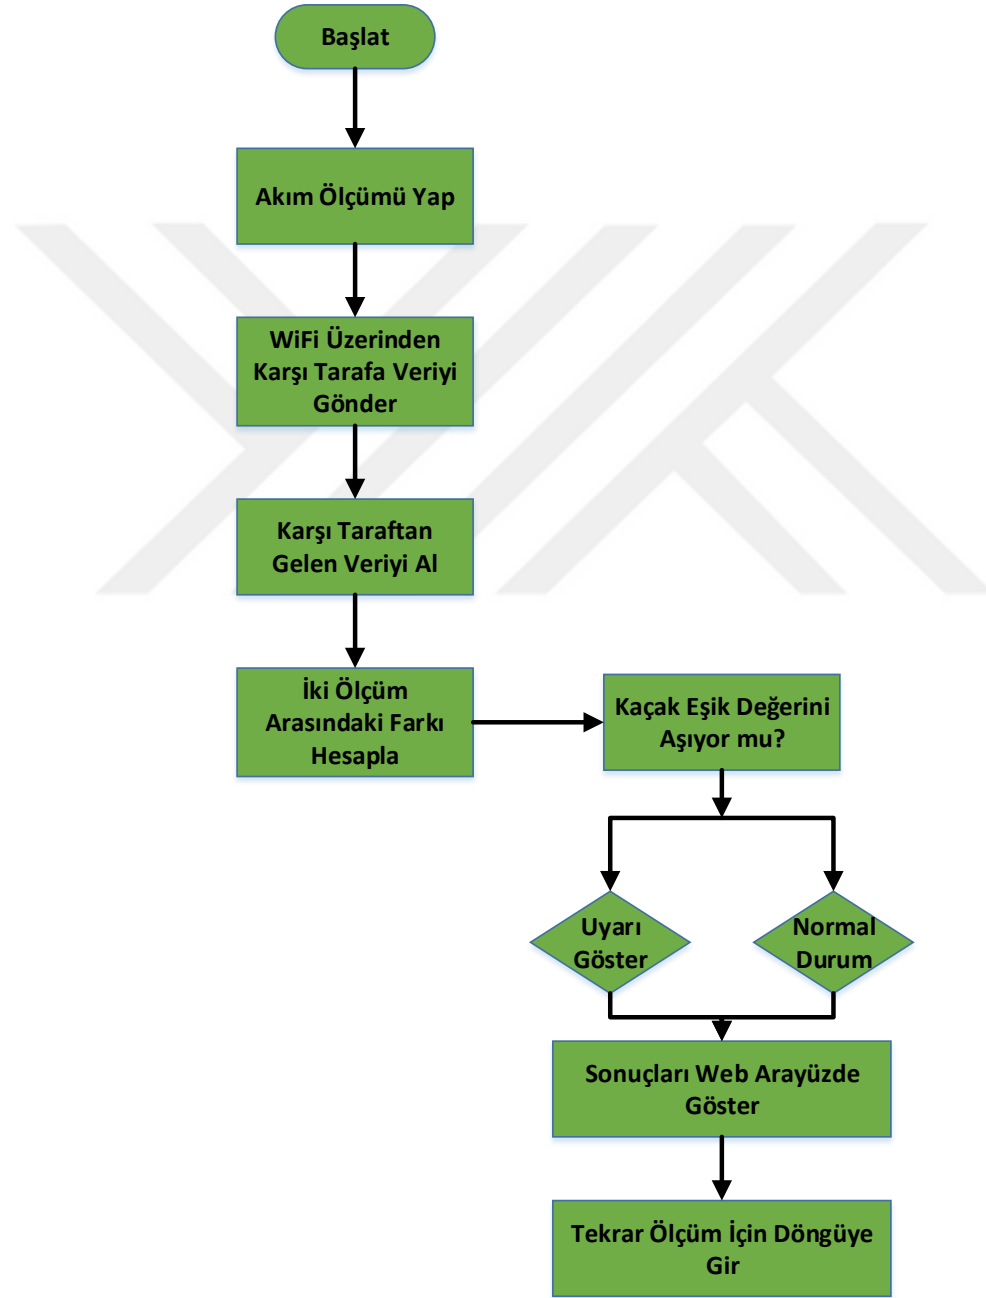 Başlat
Akım Ölçümü Yap
WiFi Üzerinden
Karşı Tarafa Veriyi
Gönder
Karşı Taraftan
Gelen Veriyi Al
İki Ölçüm
Arasındaki Farkı
Hesapla
Kaçak Eşik Değerini
Aşıyor mu?
Uyarı
Göster
Normal
Durum
Sonuçları Web Arayüzde
Göster
Tekrar Ölçüm İçin Döngüye
Gir